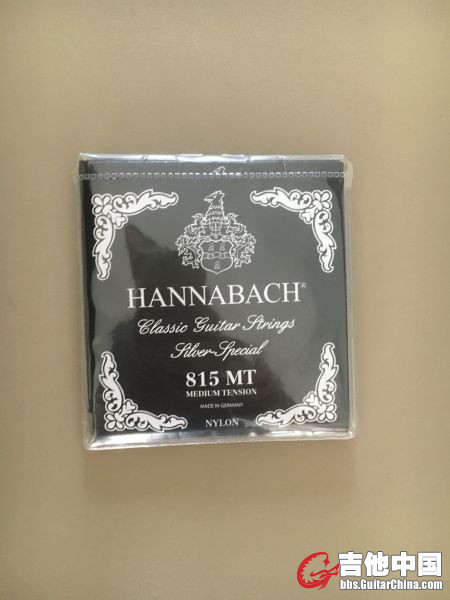 HANNABACH®
Classic Guitar Strings
Silver-Special
815 MT
MEDIUM TENSION
MADE IN GERMANY
NYLON
吉他中国
bbs.GuitarChina.com